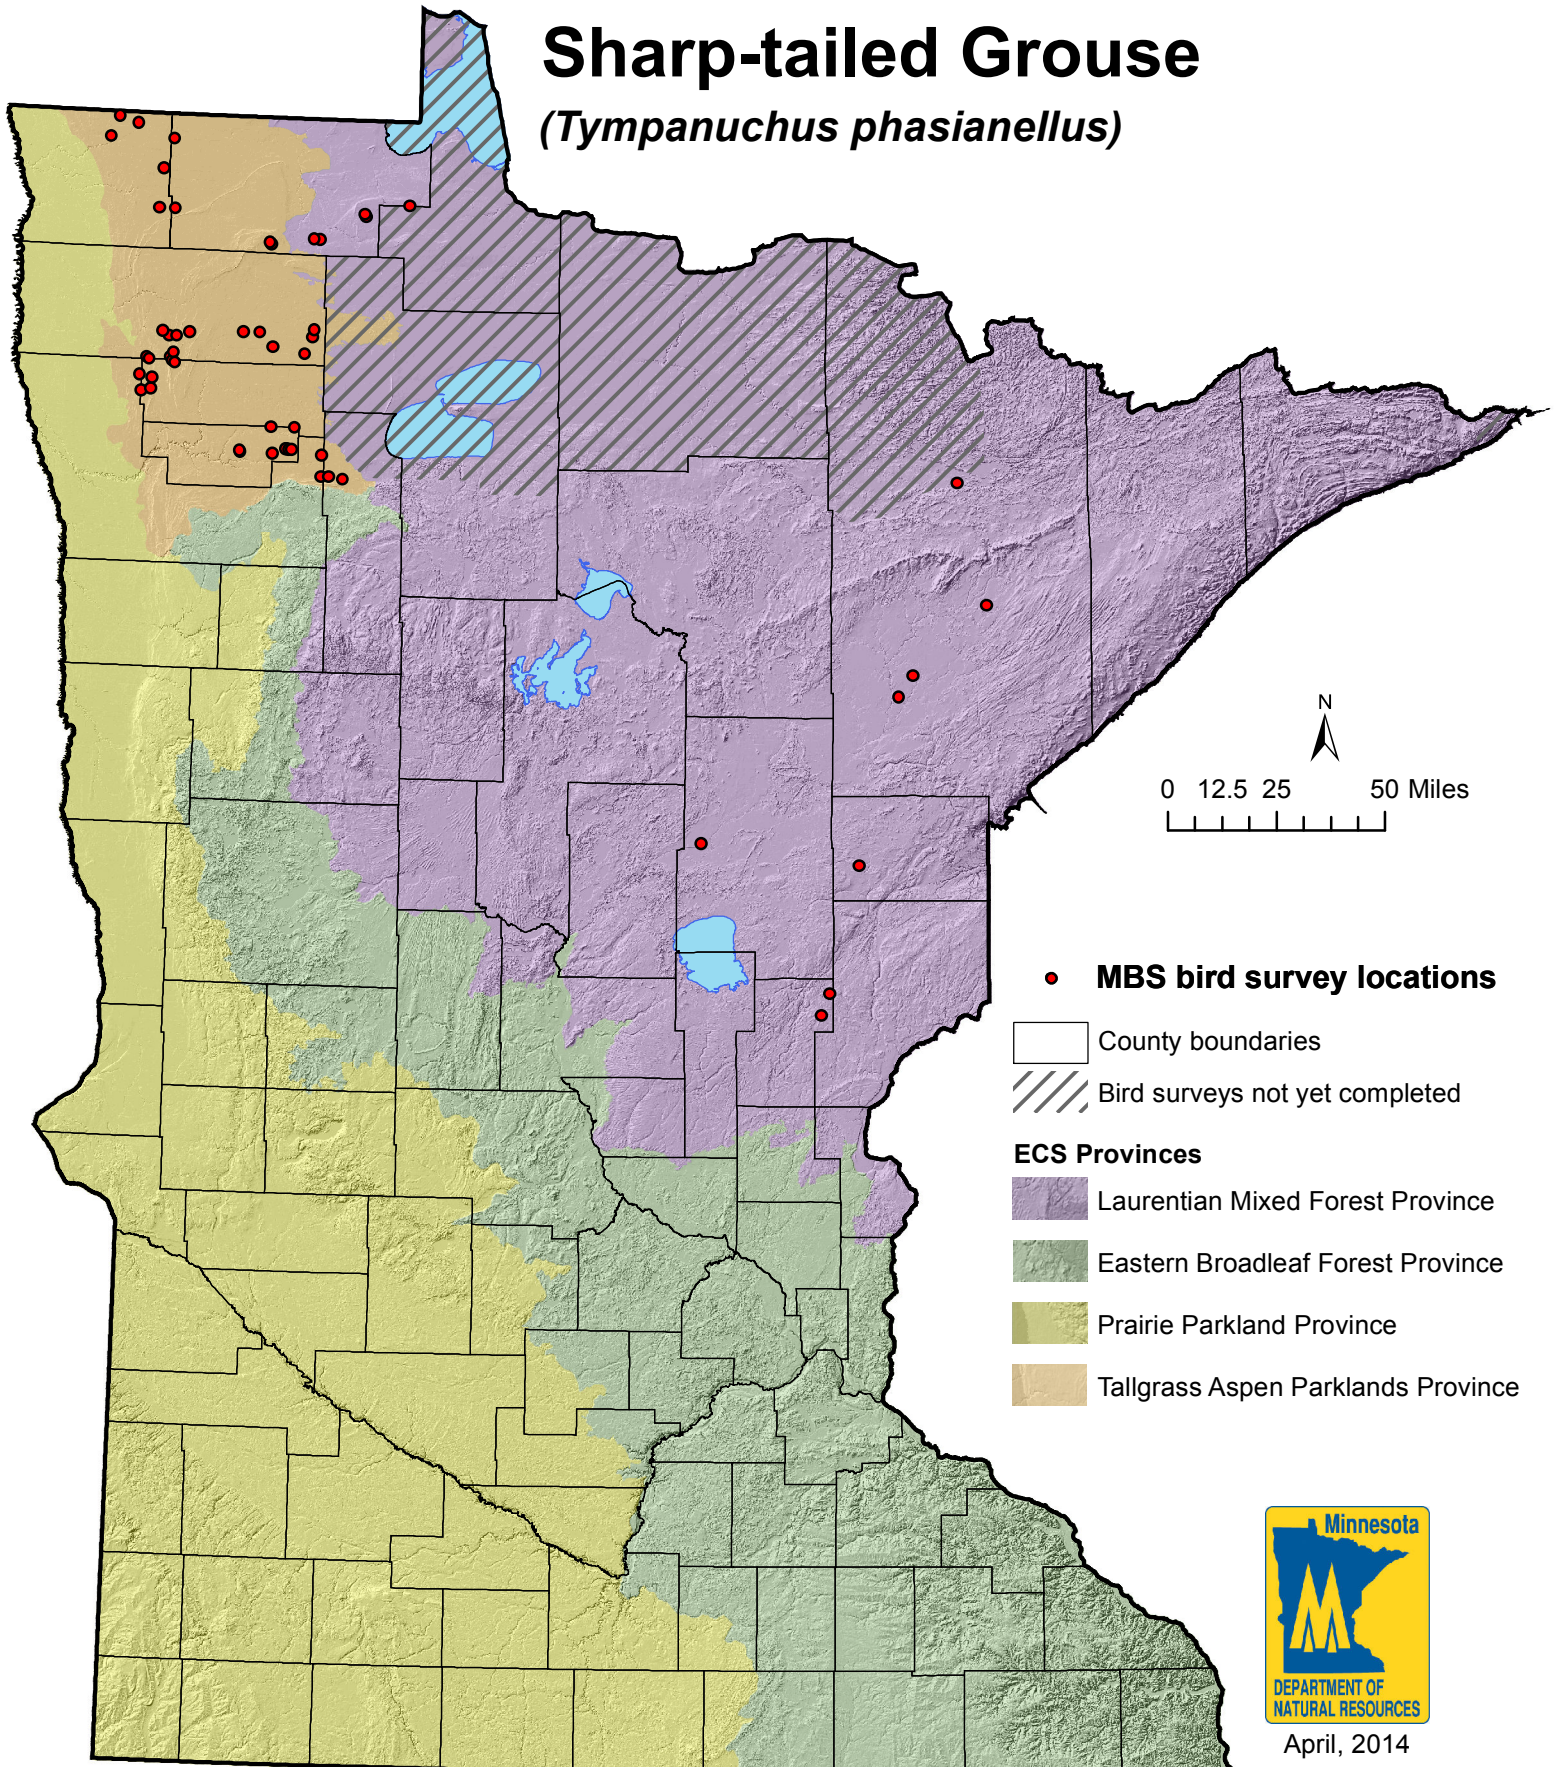 Sharp-tailed Grouse
(Tympanuchus phasianellus)
N
0 12.5 25 50 Miles
MBS bird survey locations
County boundaries
Bird surveys not yet completed
ECS Provinces
Laurentian Mixed Forest Province
Eastern Broadleaf Forest Province
Prairie Parkland Province
Tallgrass Aspen Parklands Province
Minnesota
DEPARTMENT OF
NATURAL RESOURCES
April, 2014